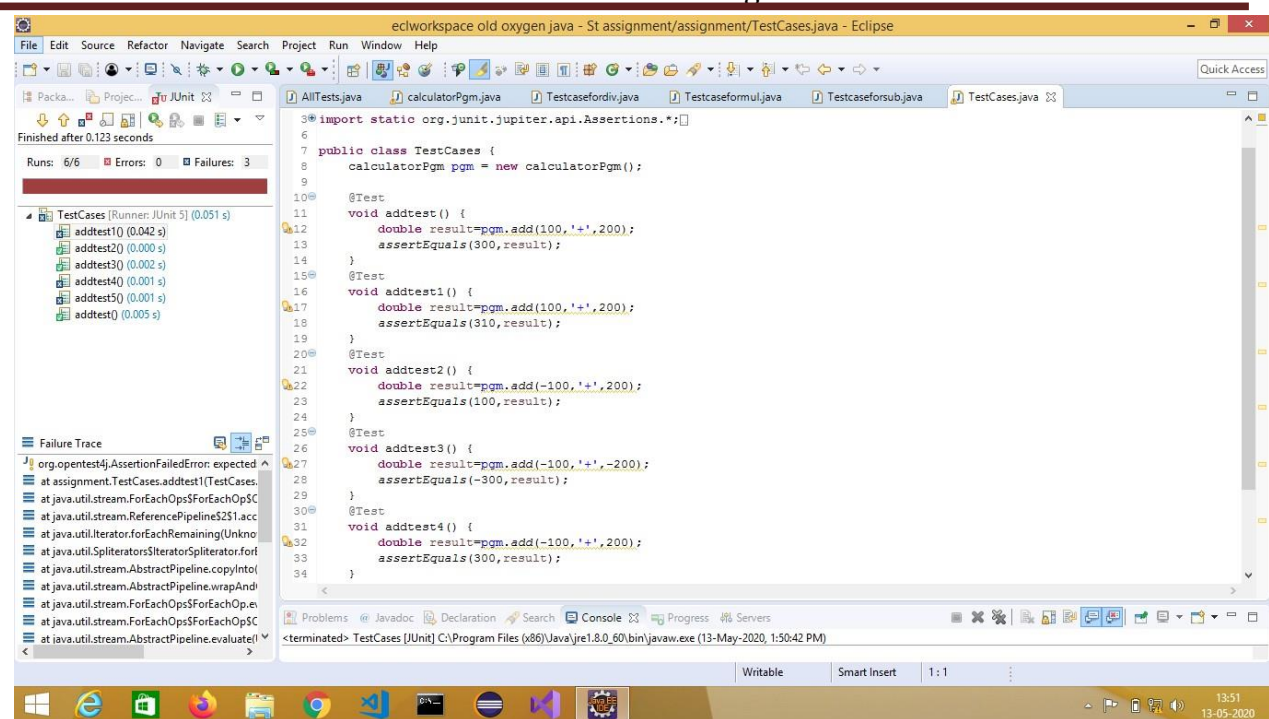 eclworkspace old oxygen java - St assignment/assignment/TestCases.java - Eclipse
File Edit Source Refactor Navigate Search Project Run Window Help
Quick Access
Packa... Projec... JUnit
Finished after 0.123 seconds
Runs: 6/6 Errors: 0 Failures: 3
TestCases [Runner: JUnit 5] (0.051 s)
addtest1() (0.042 s)
addtest2() (0.000 s)
addtest3() (0.002 s)
addtest4() (0.001 s)
addtest5() (0.001 s)
addtest() (0.005 s)
Failure Trace
org.opentest4j.AssertionFailedError: expected
at assignment.TestCases.addtest1(TestCases.
at java.util.stream.ForEachOps$ForEachOp$C
at java.util.stream.ReferencePipeline$2$1.acc
at java.util.Iterator.forEachRemaining(Unkno
at java.util.Spliterators$IteratorSpliterator.forE
at java.util.stream.AbstractPipeline.copyInto(
at java.util.stream.AbstractPipeline.wrapAnd
at java.util.stream.ForEachOps$ForEachOp.ev
at java.util.stream.ForEachOps$ForEachOp$C
at java.util.stream.AbstractPipeline.evaluate(
AllTests.java calculatorPgm.java Testcasefordiv.java Testcaseformul.java Testcaseforsub.java TestCases.java
3 import static org.junit.jupiter.api.Assertions.*;
6
7 public class TestCases {
8 calculatorPgm pgm = new calculatorPgm();
9
10 @Test
11 void addtest() {
12 double result=pgm.add(100,'+',200);
13 assertEquals(300,result);
14 }
15 @Test
16 void addtest1() {
17 double result=pgm.add(100,'+',200);
18 assertEquals(310,result);
19 }
20 @Test
21 void addtest2() {
22 double result=pgm.add(-100,'+',200);
23 assertEquals(100,result);
24 }
25 @Test
26 void addtest3() {
27 double result=pgm.add(-100,'+',-200);
28 assertEquals(-300,result);
29 }
30 @Test
31 void addtest4() {
32 double result=pgm.add(-100,'+',200);
33 assertEquals(300,result);
34 }
Problems Javadoc Declaration Search Console Progress Servers
<terminated> TestCases [JUnit] C:\Program Files (x86)\Java\jre1.8.0_60\bin\javaw.exe (13-May-2020, 1:50:42 PM)
Writable Smart Insert 1 : 1
13:51
13-05-2020